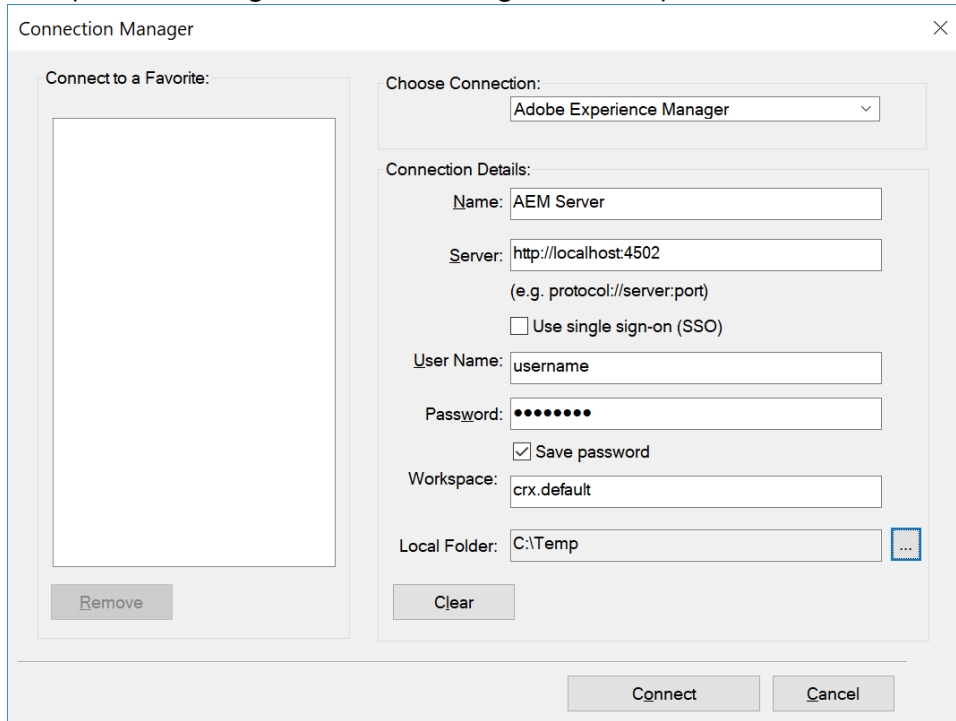 Connection Manager
Connect to a Favorite:
Remove
Choose Connection:
Adobe Experience Manager
Connection Details:
Name: AEM Server
Server: http://localhost:4502
(e.g. protocol://server:port)
Use single sign-on (SSO)
User Name: username
Password: ●●●●●●●●
Save password
Workspace: crx.default
Local Folder: C:\Temp ...
Clear
Connect Cancel